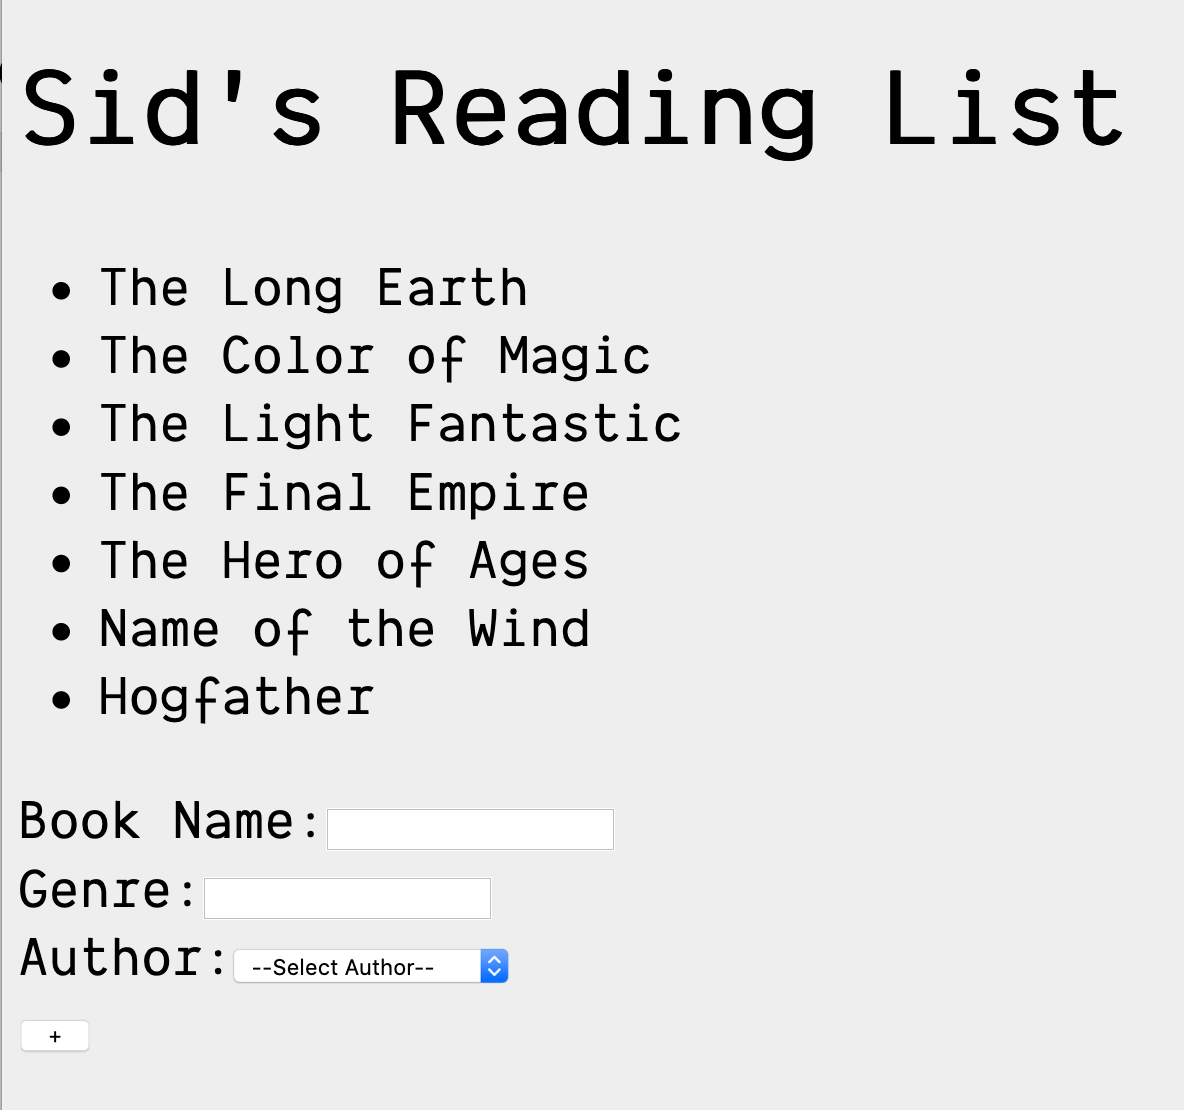 Sid's Reading List
The Long Earth
The Color of Magic
The Light Fantastic
The Final Empire
The Hero of Ages
Name of the Wind
Hogfather
Book Name:
Genre:
Author: --Select Author--
+